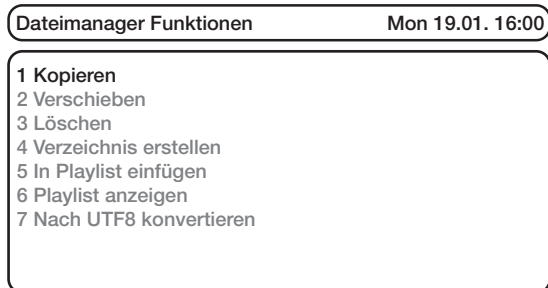 Dateimanager Funktionen Mon 19.01. 16:00
1 Kopieren
2 Verschieben
3 Löschen
4 Verzeichnis erstellen
5 In Playlist einfügen
6 Playlist anzeigen
7 Nach UTF8 konvertieren